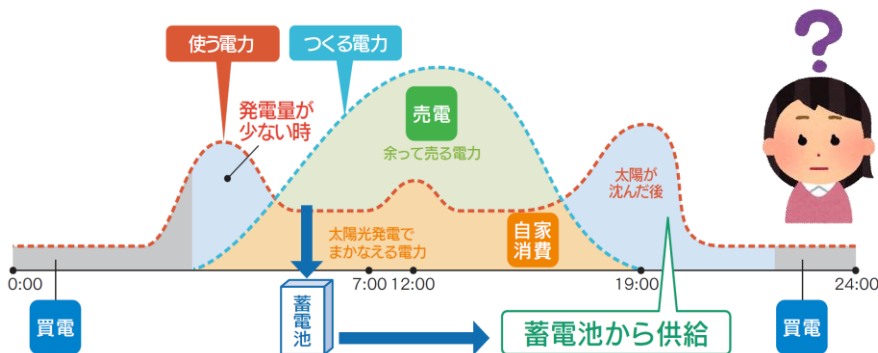 使う電力
つくる電力
?
発電量が
少ない時
売電
余って売る電力
太陽が
沈んだ後
太陽光発電で
まかなえる電力
自家
消費
0:00
7:00
12:00
19:00
24:00
買電
蓄電池
蓄電池から供給
買電